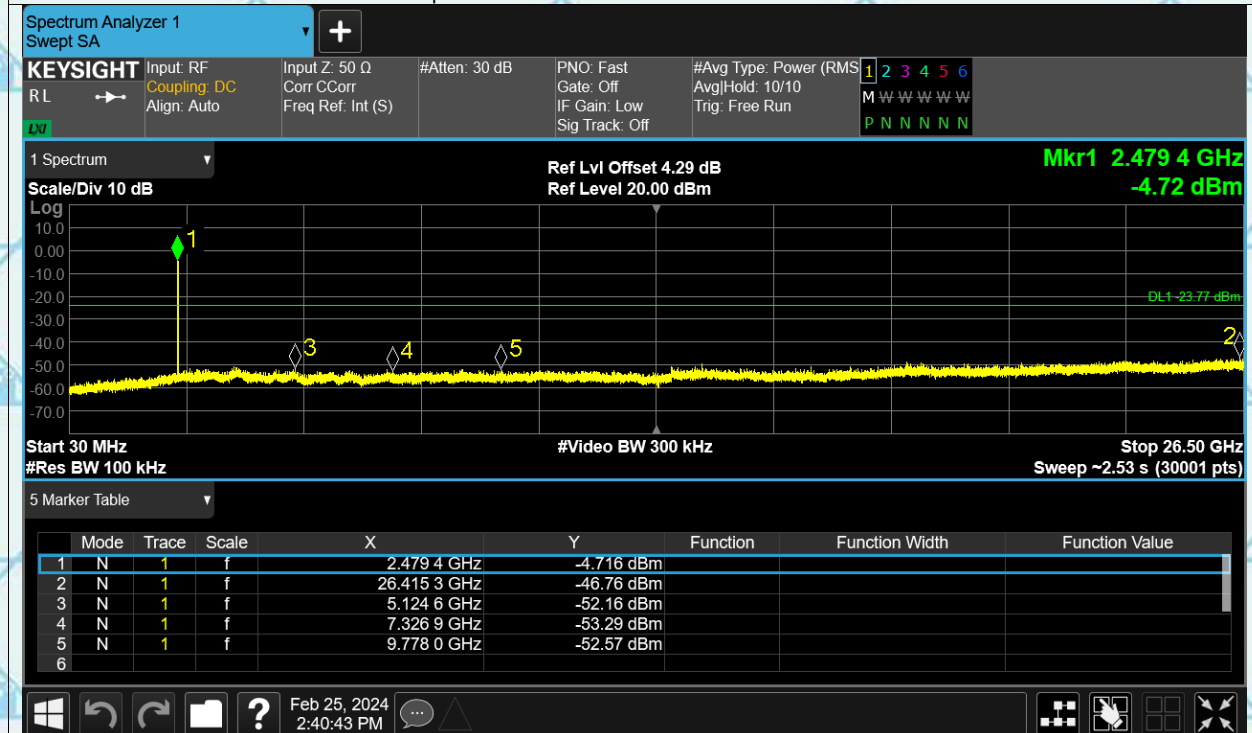 Spectrum Analyzer 1
Swept SA
+
KEYSIGHT Input: RF Input Z: 50 Ω #Atten: 30 dB PNO: Fast #Avg Type: Power (RMS 1 2 3 4 5 6
RL Coupling: DC Corr CCorr Gate: Off Avg|Hold: 10/10 M W W W W W
Align: Auto Freq Ref: Int (S) IF Gain: Low Trig: Free Run
LXI Sig Track: Off P N N N N N
1 Spectrum Ref Lvl Offset 4.29 dB Mkr1 2.479 4 GHz
Scale/Div 10 dB Ref Level 20.00 dBm -4.72 dBm
Log
10.0
1
0.00
-10.0
-20.0 DL1 -23.77 dBm
-30.0
-40.0 3 4 5 2
-50.0
-60.0
-70.0
Start 30 MHz #Video BW 300 kHz Stop 26.50 GHz
#Res BW 100 kHz Sweep ~2.53 s (30001 pts)
5 Marker Table
Mode Trace Scale X Y Function Function Width Function Value
1 N 1 f 2.479 4 GHz -4.716 dBm
2 N 1 f 26.415 3 GHz -46.76 dBm
3 N 1 f 5.124 6 GHz -52.16 dBm
4 N 1 f 7.326 9 GHz -53.29 dBm
5 N 1 f 9.778 0 GHz -52.57 dBm
6
? Feb 25, 2024
2:40:43 PM